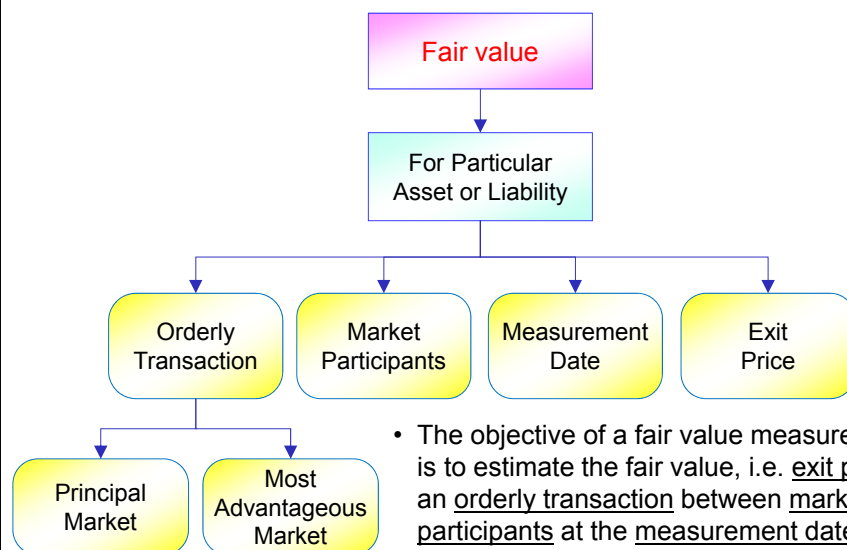 Fair value
For Particular
Asset or Liability
Orderly
Transaction
Market
Participants
Measurement
Date
Exit
Price
Principal
Market
Most
Advantageous
Market
• The objective of a fair value
is to estimate the fair value, i.e. exit
an orderly transaction between
participants at the measurement date